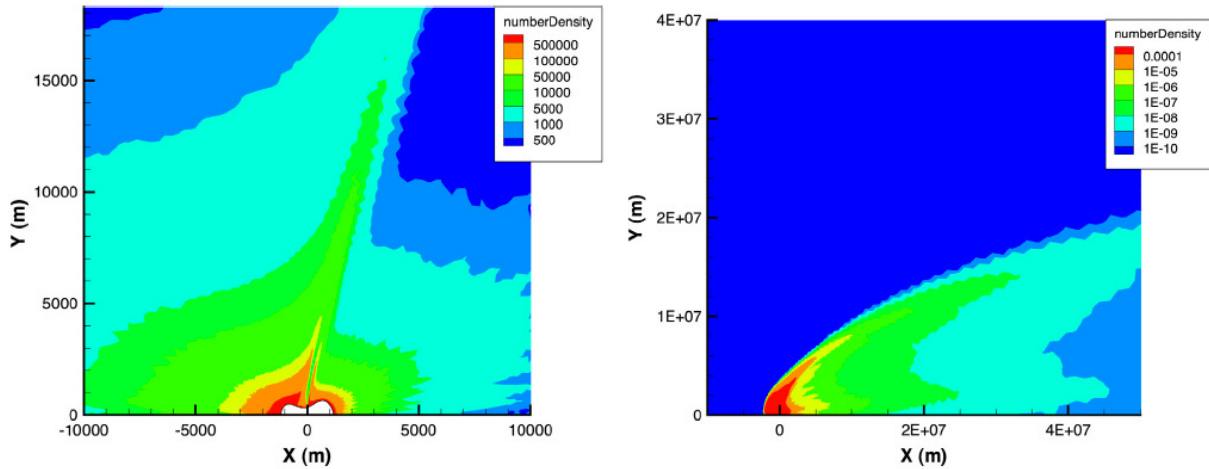 numberDensity
500000
100000
50000
10000
5000
1000
500
15000
10000
5000
0
Y (m)
-10000 -5000 0 5000 10000
X (m)
4E+07
3E+07
2E+07
1E+07
0
Y (m)
numberDensity
0.0001
1E-05
1E-06
1E-07
1E-08
1E-09
1E-10
0 2E+07 4E+07
X (m)